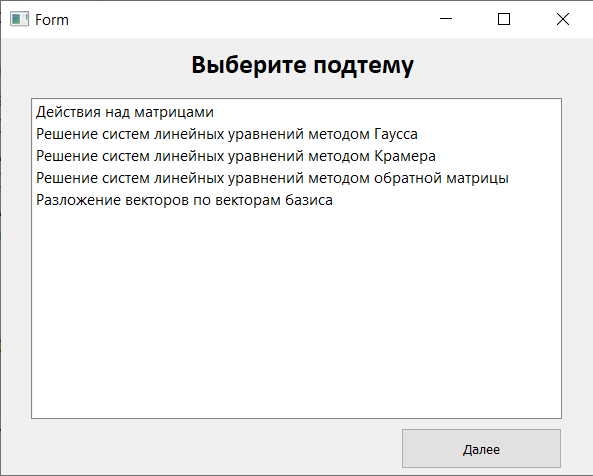 Form
Выберите подтему
Действия над матрицами
Решение систем линейных уравнений методом Гаусса
Решение систем линейных уравнений методом Крамера
Решение систем линейных уравнений методом обратной матрицы
Разложение векторов по векторам базиса
Далее